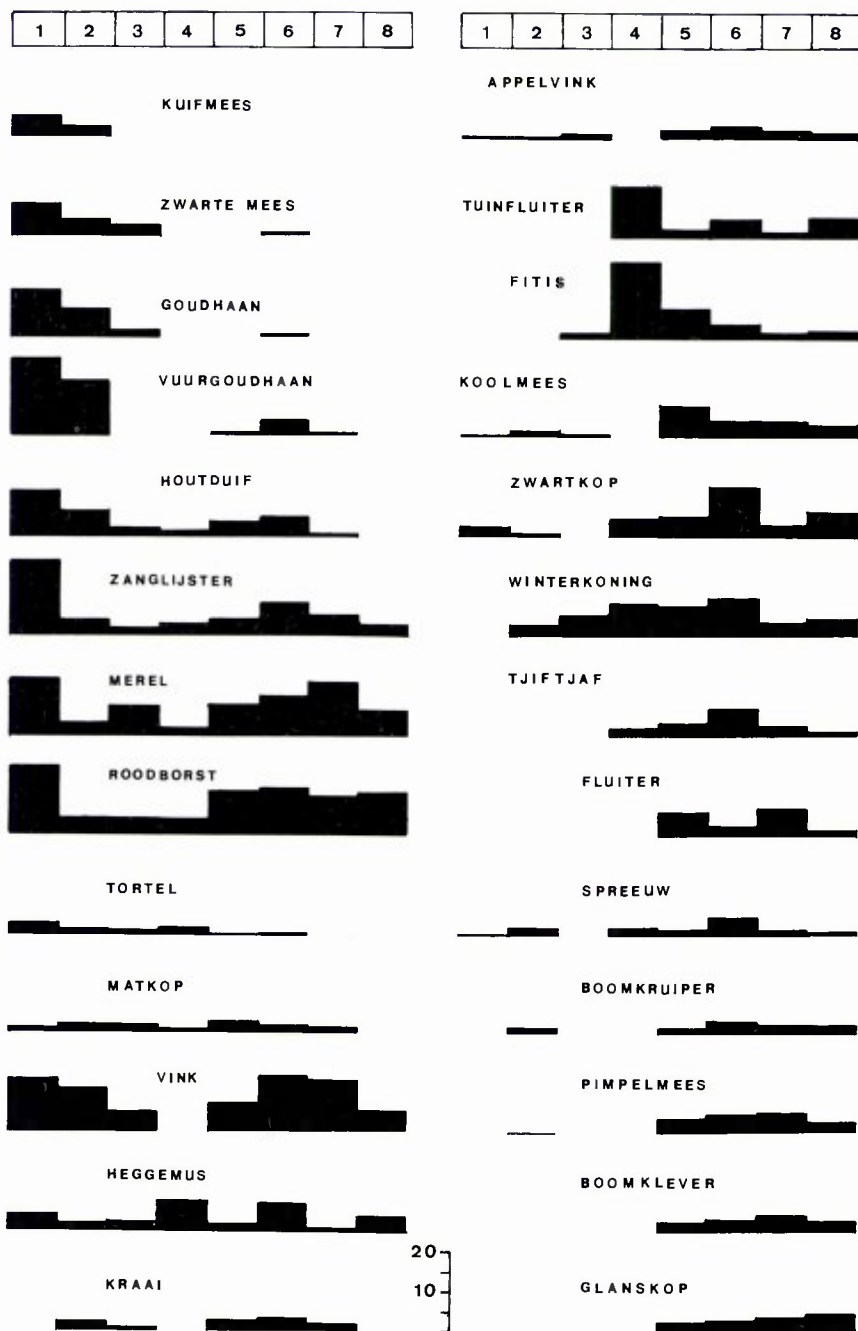 1 2 3 4 5 6 7 8
KUIFMEES
ZWARTE MEES
GOUDHAAN
VUURGOUDHAAN
HOUTDUIF
ZANGLIJSTER
MEREL
ROODBORST
TORTEL
MATKOP
VINK
HEGGEMUS
KRAAI
20
10
1 2 3 4 5 6 7 8
APPELVINK
TUINFLUITER
FITIS
KOOLMEES
ZWARTKOP
WINTERKONING
TJIFTJAF
FLUITER
SPREEUW
BOOMKRUIPER
PIMPELMEES
BOOMKLEVER
GLANSKOP